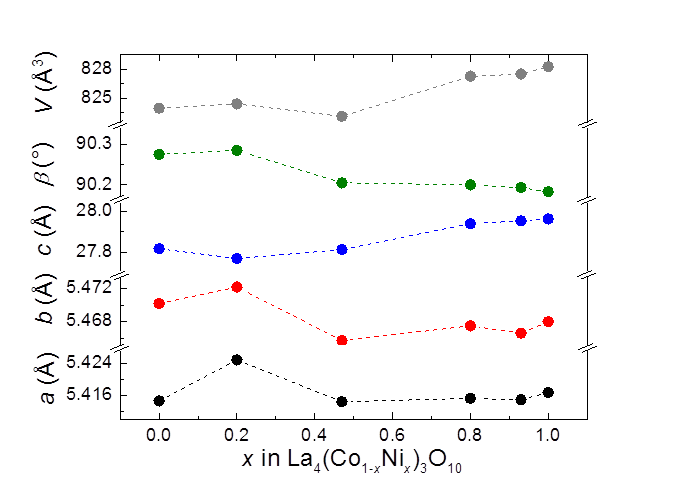 V (Å³)
828
825
β (°)
90.3
90.2
c (Å)
28.0
27.8
b (Å)
5.472
5.468
a (Å)
5.424
5.416
0.0 0.2 0.4 0.6 0.8 1.0
x in La₄(Co₁₋ₓNiₓ)₃O₁₀